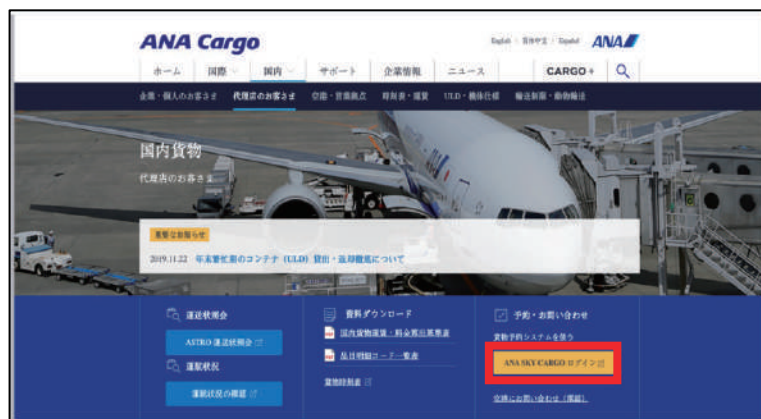 ANA Cargo
English 简体中文 Español ANA
ホーム 国際 国内 サポート 企業情報 ニュース CARGO+
企業・個人のお客さま 代理店のお客さま 空港・営業拠点 時刻表・運賃 ULD・機体仕様 輸送制限・動物輸送
国内貨物
代理店のお客さま
重要なお知らせ
2019.11.22 年末繁忙期のコンテナ(ULD)貸出・返却徹底について
運送状照会 資料ダウンロード 予約・お問い合わせ
国内貨物運賃・料金算出基準表 貨物予約システムを使う
ASTRO 運送状照会 ANA SKY CARGO ログイン
品目明細コード一覧表
運航状況
貨物時刻表
運航状況の確認 空港にお問い合わせ